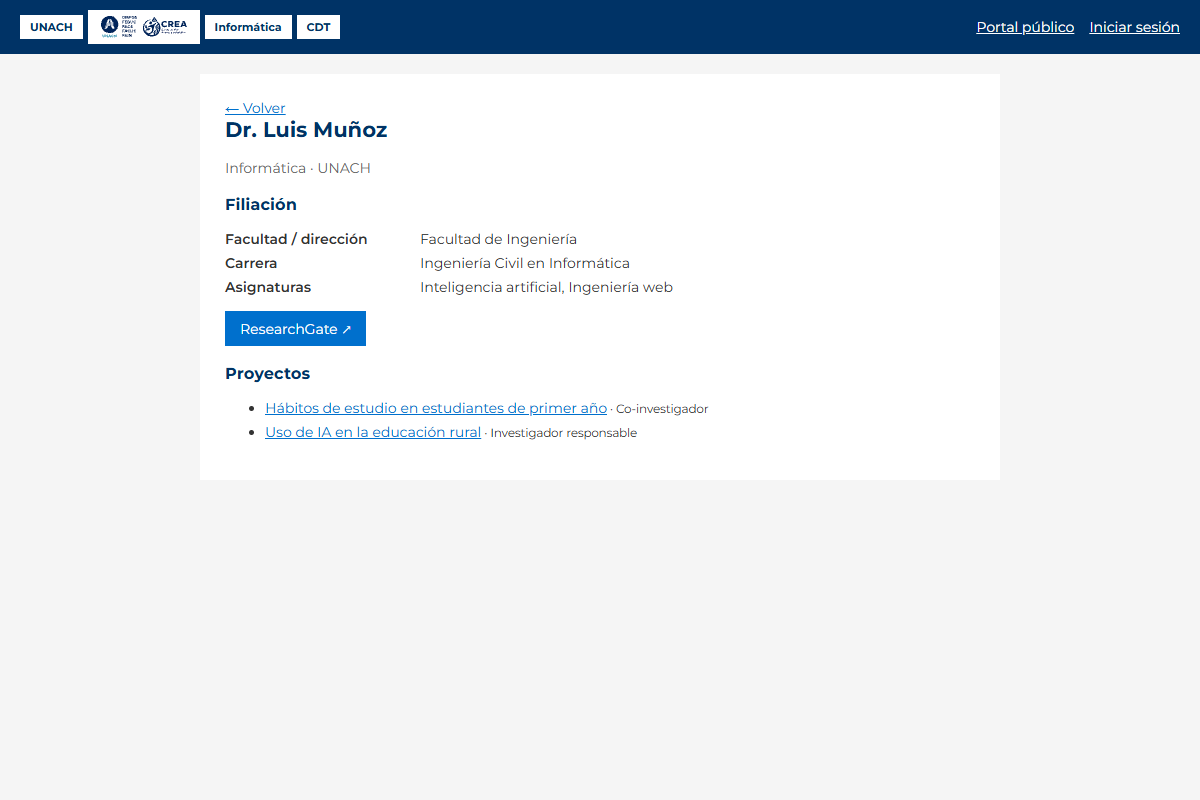 UNACH
UNACH
CREA
Informática
CDT
Portal público
Iniciar sesión
← Volver
Dr. Luis Muñoz
Informática · UNACH
Filiación
Facultad / dirección Facultad de Ingeniería
Carrera Ingeniería Civil en Informática
Asignaturas Inteligencia artificial, Ingeniería web
ResearchGate ↗
Proyectos
• Hábitos de estudio en estudiantes de primer año · Co-investigador
• Uso de IA en la educación rural · Investigador responsable